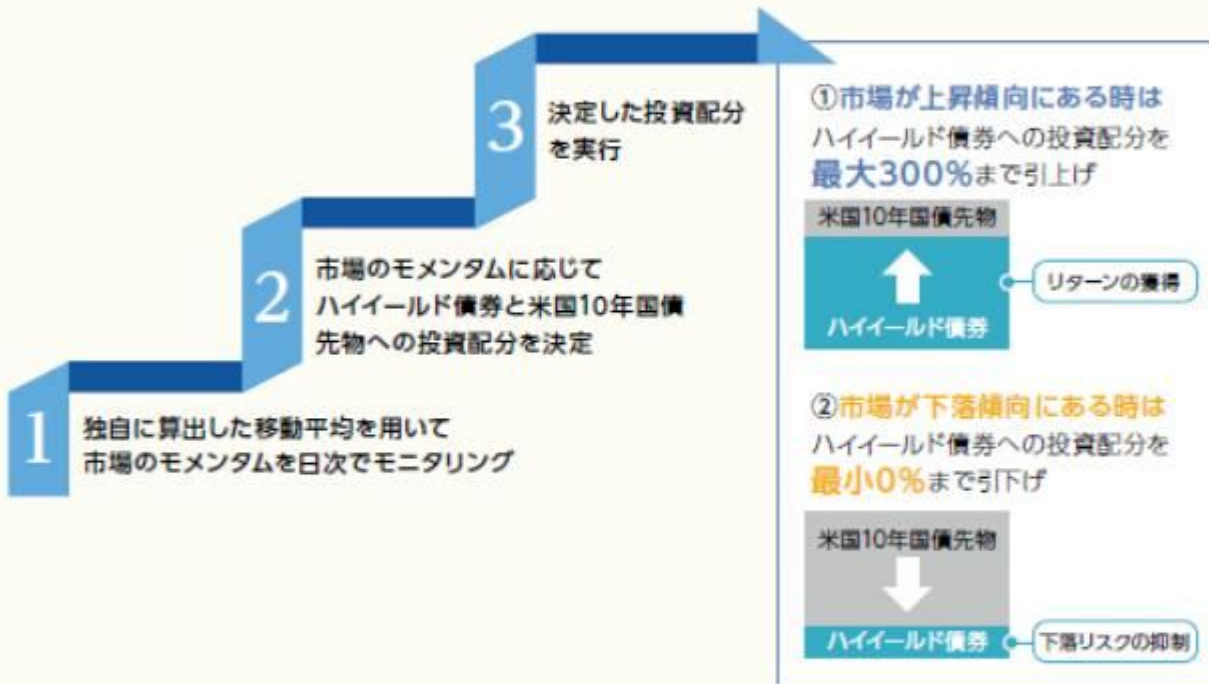 1
独自に算出した移動平均を用いて
市場のモメンタムを日次でモニタリング
2
市場のモメンタムに応じて
ハイイールド債券と米国10年国債
先物への投資配分を決定
3
決定した投資配分
を実行
①市場が上昇傾向にある時は
ハイイールド債券への投資配分を
最大300%まで引上げ
米国10年国債先物
ハイイールド債券
リターンの獲得
②市場が下落傾向にある時は
ハイイールド債券への投資配分を
最小0%まで引下げ
米国10年国債先物
ハイイールド債券
下落リスクの抑制